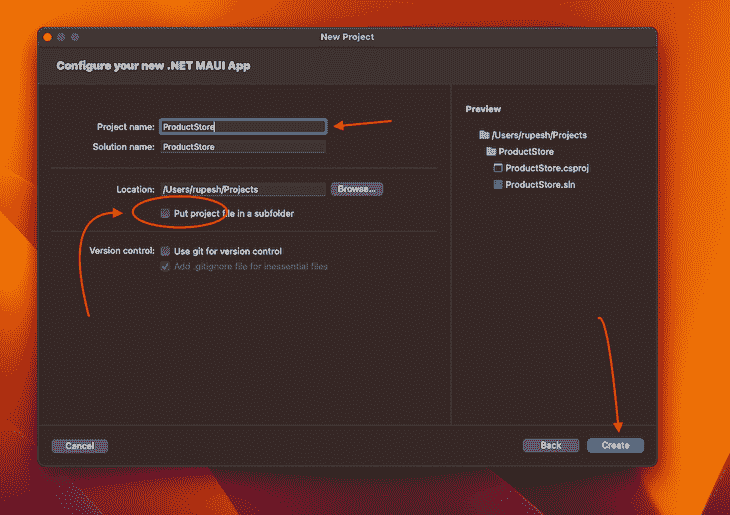 New Project
Configure your new .NET MAUI App
Project name: ProductStore
Solution name: ProductStore
Location: /Users/rupesh/Projects Browse...
Put project file in a subfolder
Version control: Use git for version control
Add .gitignore file for inessential files
Preview
/Users/rupesh/Projects
ProductStore
ProductStore.csproj
ProductStore.sln
Cancel Back Create